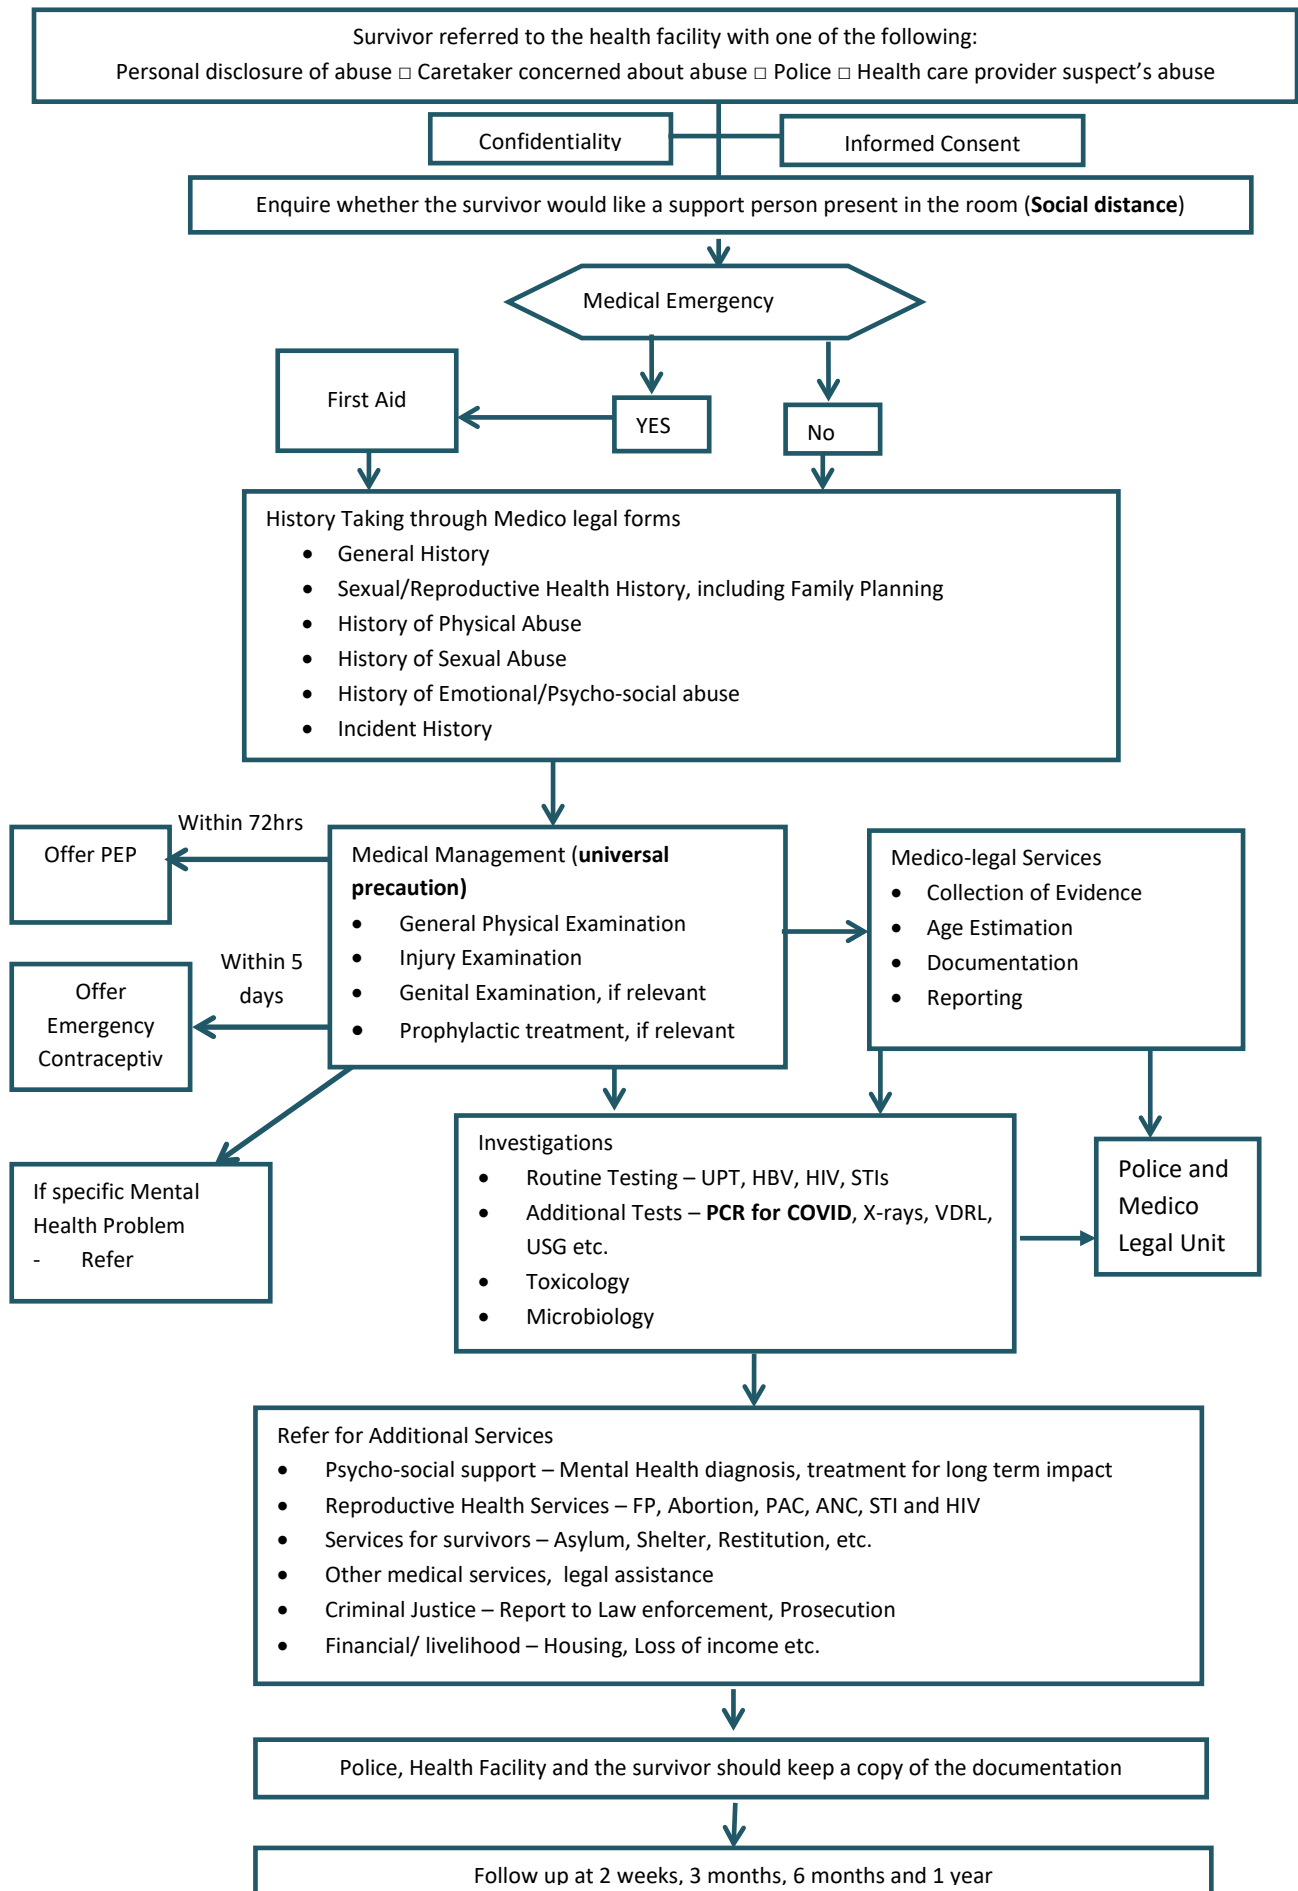 Survivor referred to the health facility with one of the following:
Personal disclosure of abuse □ Caretaker concerned about abuse □ Police □ Health care provider suspect’s abuse
Confidentiality
Informed Consent
Enquire whether the survivor would like a support person present in the room (Social distance)
Medical Emergency
First Aid
YES
No
History Taking through Medico legal forms
• General History
• Sexual/Reproductive Health History, including Family Planning
• History of Physical Abuse
• History of Sexual Abuse
• History of Emotional/Psycho-social abuse
• Incident History
Within 72hrs
Offer PEP
Medical Management (universal
precaution)
• General Physical Examination
• Injury Examination
• Genital Examination, if relevant
• Prophylactic treatment, if relevant
Medico-legal Services
• Collection of Evidence
• Age Estimation
• Documentation
• Reporting
Within 5
days
Offer
Emergency
Contraceptiv
If specific Mental
Health Problem
- Refer
Investigations
• Routine Testing – UPT, HBV, HIV, STIs
• Additional Tests – PCR for COVID, X-rays, VDRL,
USG etc.
• Toxicology
• Microbiology
Police and
Medico
Legal Unit
Refer for Additional Services
• Psycho-social support – Mental Health diagnosis, treatment for long term impact
• Reproductive Health Services – FP, Abortion, PAC, ANC, STI and HIV
• Services for survivors – Asylum, Shelter, Restitution, etc.
• Other medical services,  legal assistance
• Criminal Justice – Report to Law enforcement, Prosecution
• Financial/ livelihood – Housing, Loss of income etc.
Police, Health Facility and the survivor should keep a copy of the documentation
Follow up at 2 weeks, 3 months, 6 months and 1 year